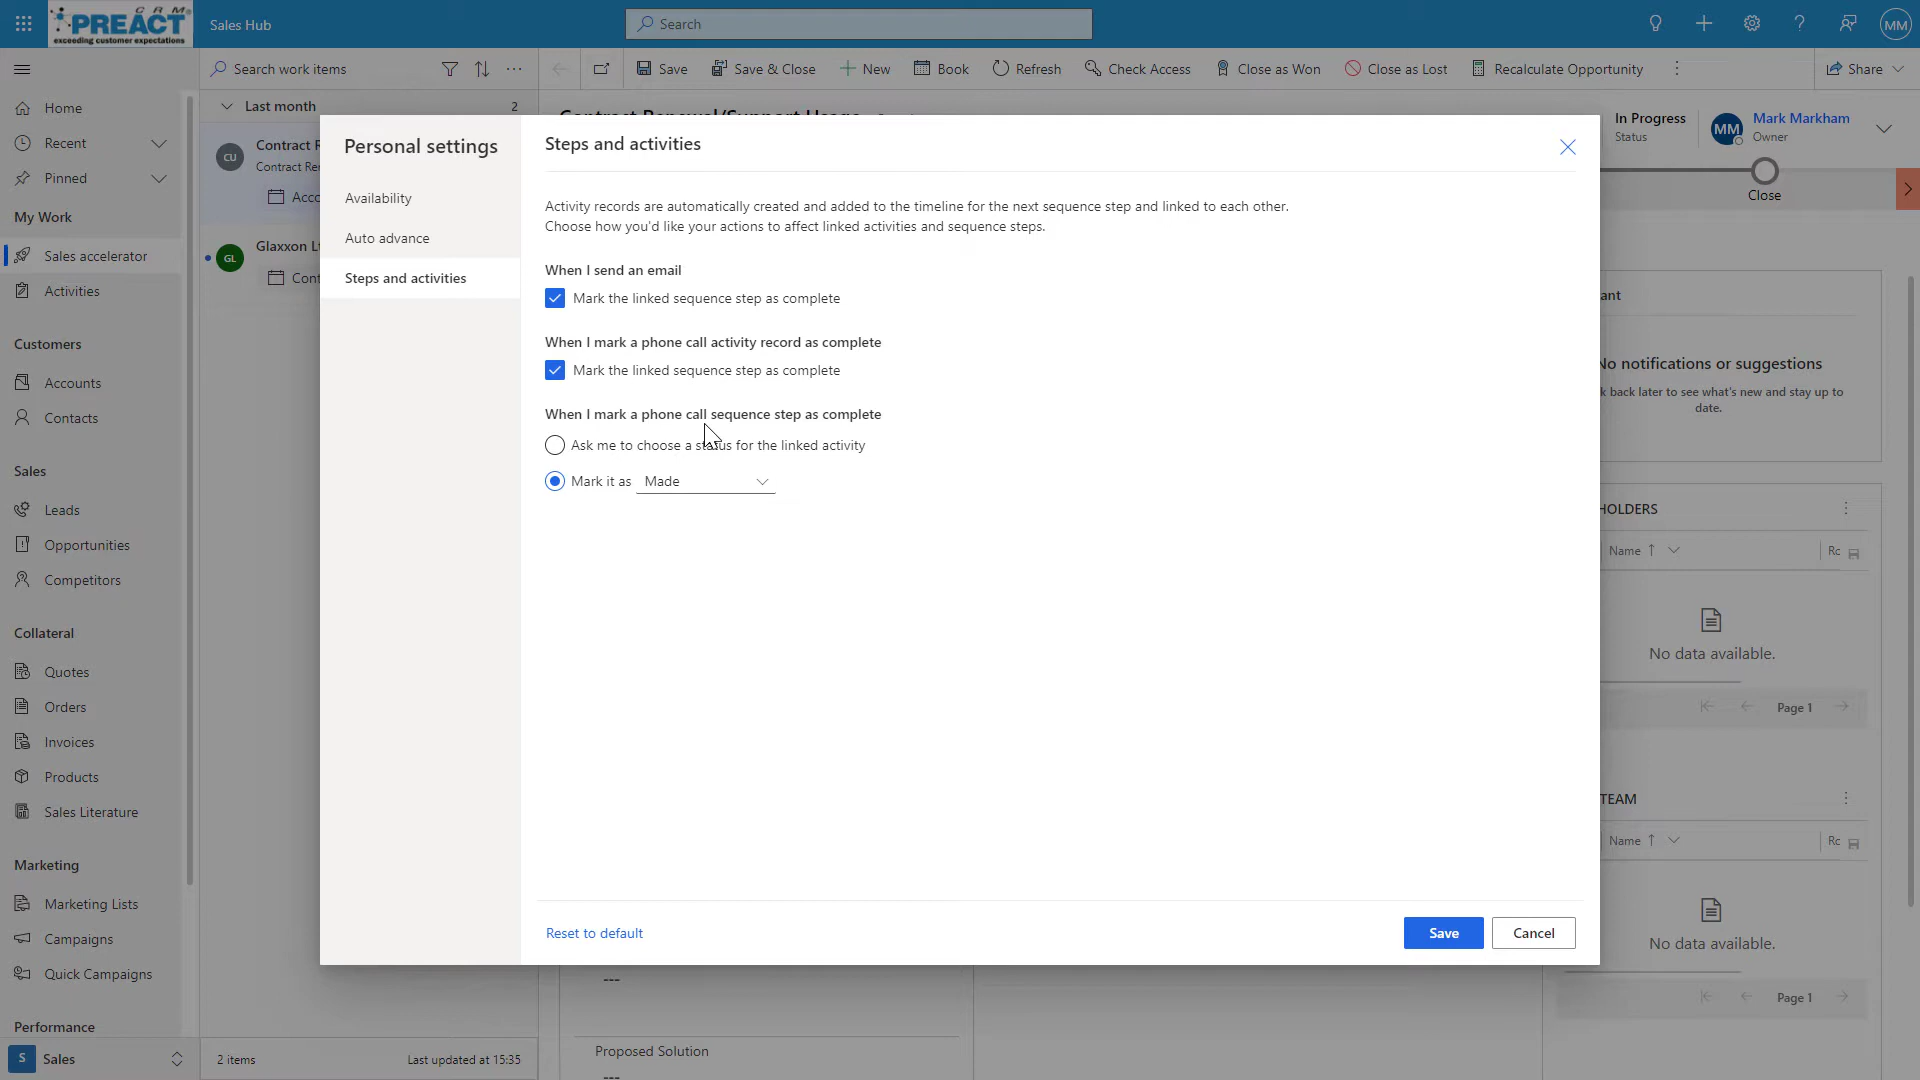 CRM
PREACT
exceeding customer expectations
Sales Hub
Search
MM
Search work items
Save
Save & Close
New
Book
Refresh
Check Access
Close as Won
Close as Lost
Recalculate Opportunity
Share
Home
Recent
Pinned
My Work
Sales accelerator
Activities
Customers
Accounts
Contacts
Sales
Leads
Opportunities
Competitors
Collateral
Quotes
Orders
Invoices
Products
Sales Literature
Marketing
Marketing Lists
Campaigns
Quick Campaigns
Performance
S Sales
Last month 2
CU
Contract R
Contract Ren
Acco
GL
Glaxxon Lt
Cont
2 items
Last updated at 15:35
Contract Renewal/Support Usage
In Progress
Status
MM
Mark Markham
Owner
Close
Personal settings
Availability
Auto advance
Steps and activities
Steps and activities
Activity records are automatically created and added to the timeline for the next sequence step and linked to each other.
Choose how you'd like your actions to affect linked activities and sequence steps.
When I send an email
Mark the linked sequence step as complete
When I mark a phone call activity record as complete
Mark the linked sequence step as complete
When I mark a phone call sequence step as complete
Ask me to choose a status for the linked activity
Mark it as Made
Reset to default
Save
Cancel
ant
No notifications or suggestions
k back later to see what's new and stay up to
date.
HOLDERS
Name ↑
Rc
No data available.
Page 1
TEAM
Name ↑
Rc
No data available.
Page 1
---
Proposed Solution
---